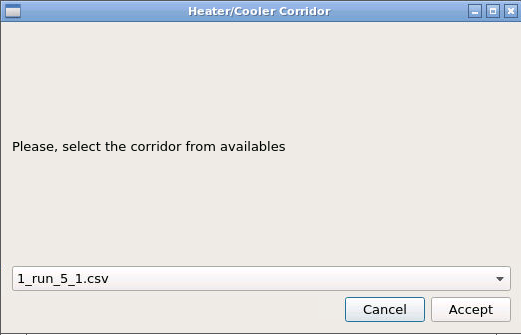 Heater/Cooler Corridor
Please, select the corridor from availables
1_run_5_1.csv
Cancel
Accept